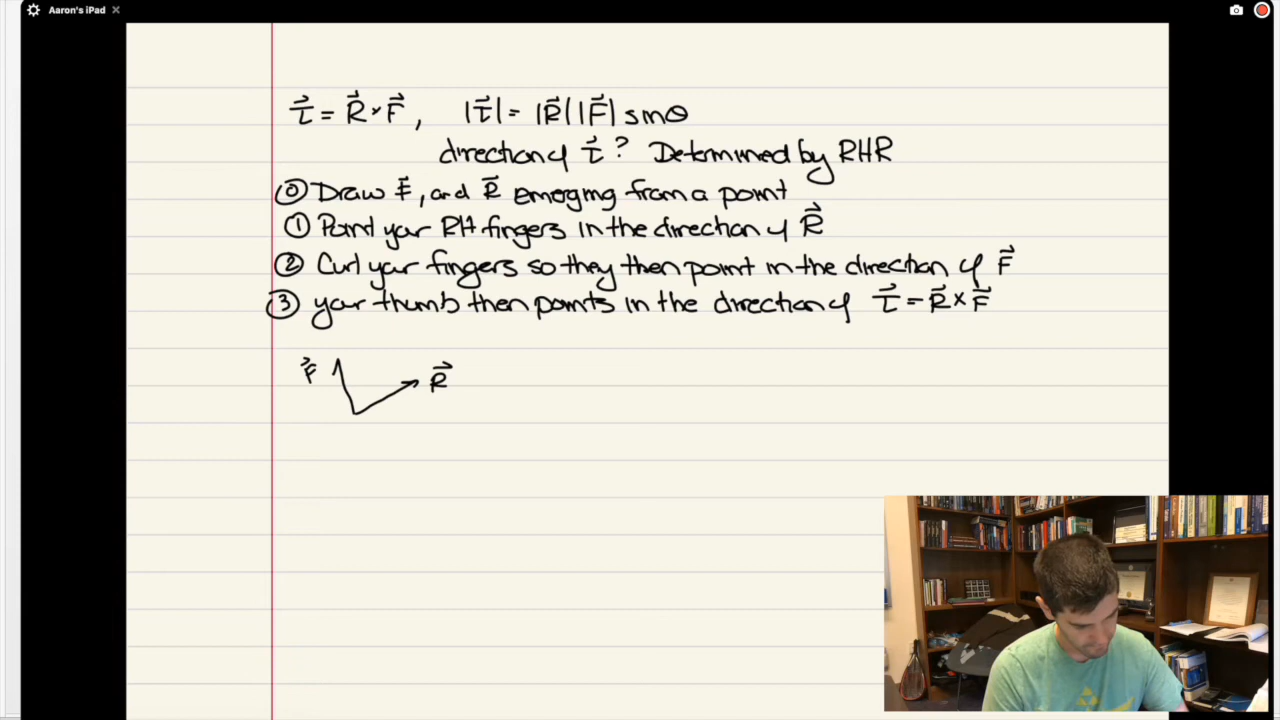 Aaron's iPad
τ⃗ = R⃗ × F⃗ , |τ⃗| = |R⃗||F⃗| sinθ
direction of τ⃗? Determined by RHR
⓪ Draw F⃗, and R⃗ emerging from a point
① Point your RH fingers in the direction of R⃗
② Curl your fingers so they then point in the direction of F⃗
③ your thumb then points in the direction of τ⃗ = R⃗ × F⃗
F⃗ R⃗